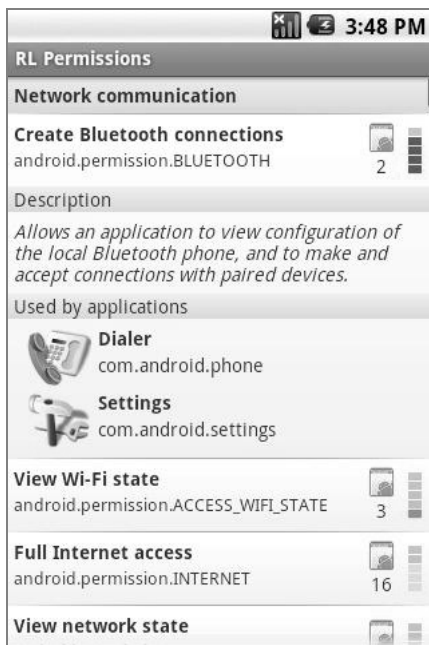 3:48 PM
RL Permissions
Network communication
Create Bluetooth connections
android.permission.BLUETOOTH
2
Description
Allows an application to view configuration of
the local Bluetooth phone, and to make and
accept connections with paired devices.
Used by applications
Dialer
com.android.phone
Settings
com.android.settings
View Wi-Fi state
android.permission.ACCESS_WIFI_STATE
3
Full Internet access
android.permission.INTERNET
16
View network state